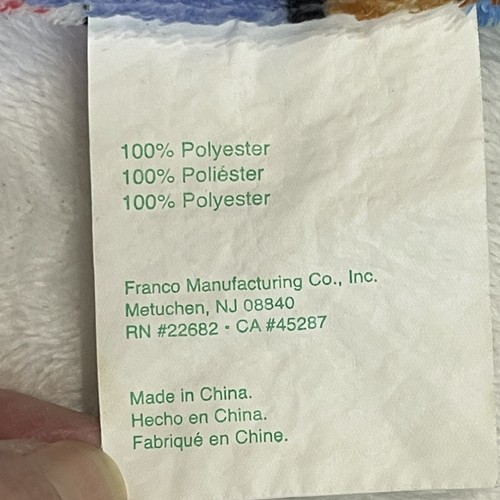 100% Polyester
100% Poliéster
100% Polyester
Franco Manufacturing Co., Inc.
Metuchen, NJ 08840
RN #22682 • CA #45287
Made in China.
Hecho en China.
Fabriqué en Chine.